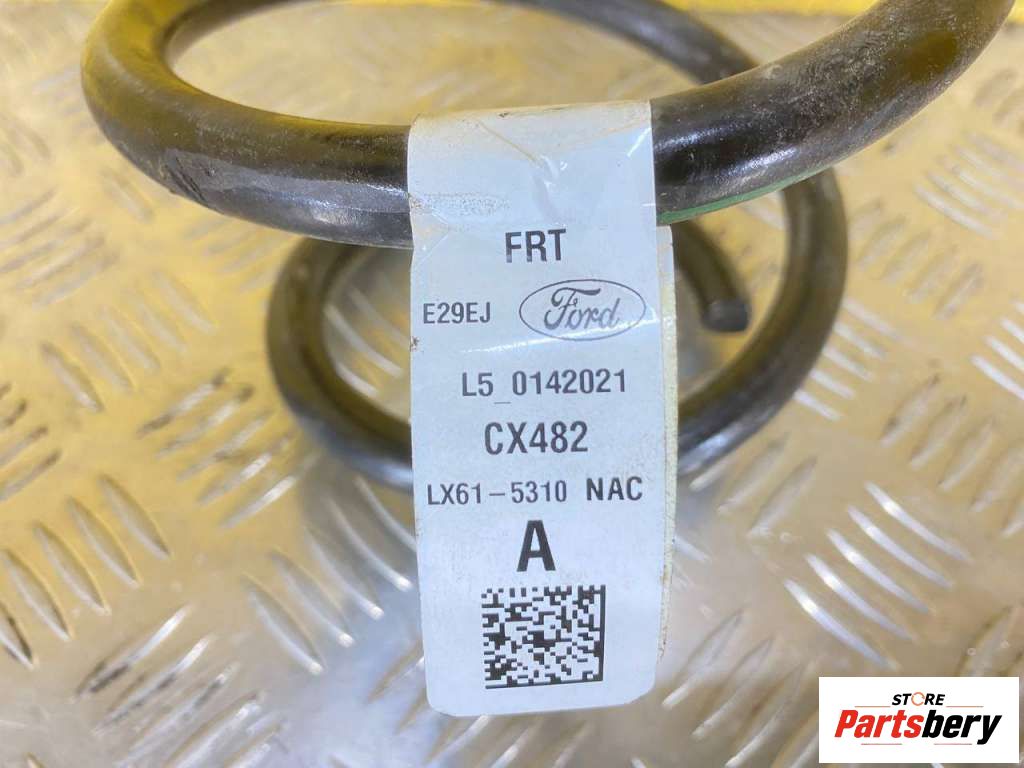 FRT
E29EJ Ford
L5_0142021
CX482
LX61-5310 NAC
A
STORE
Partsbery